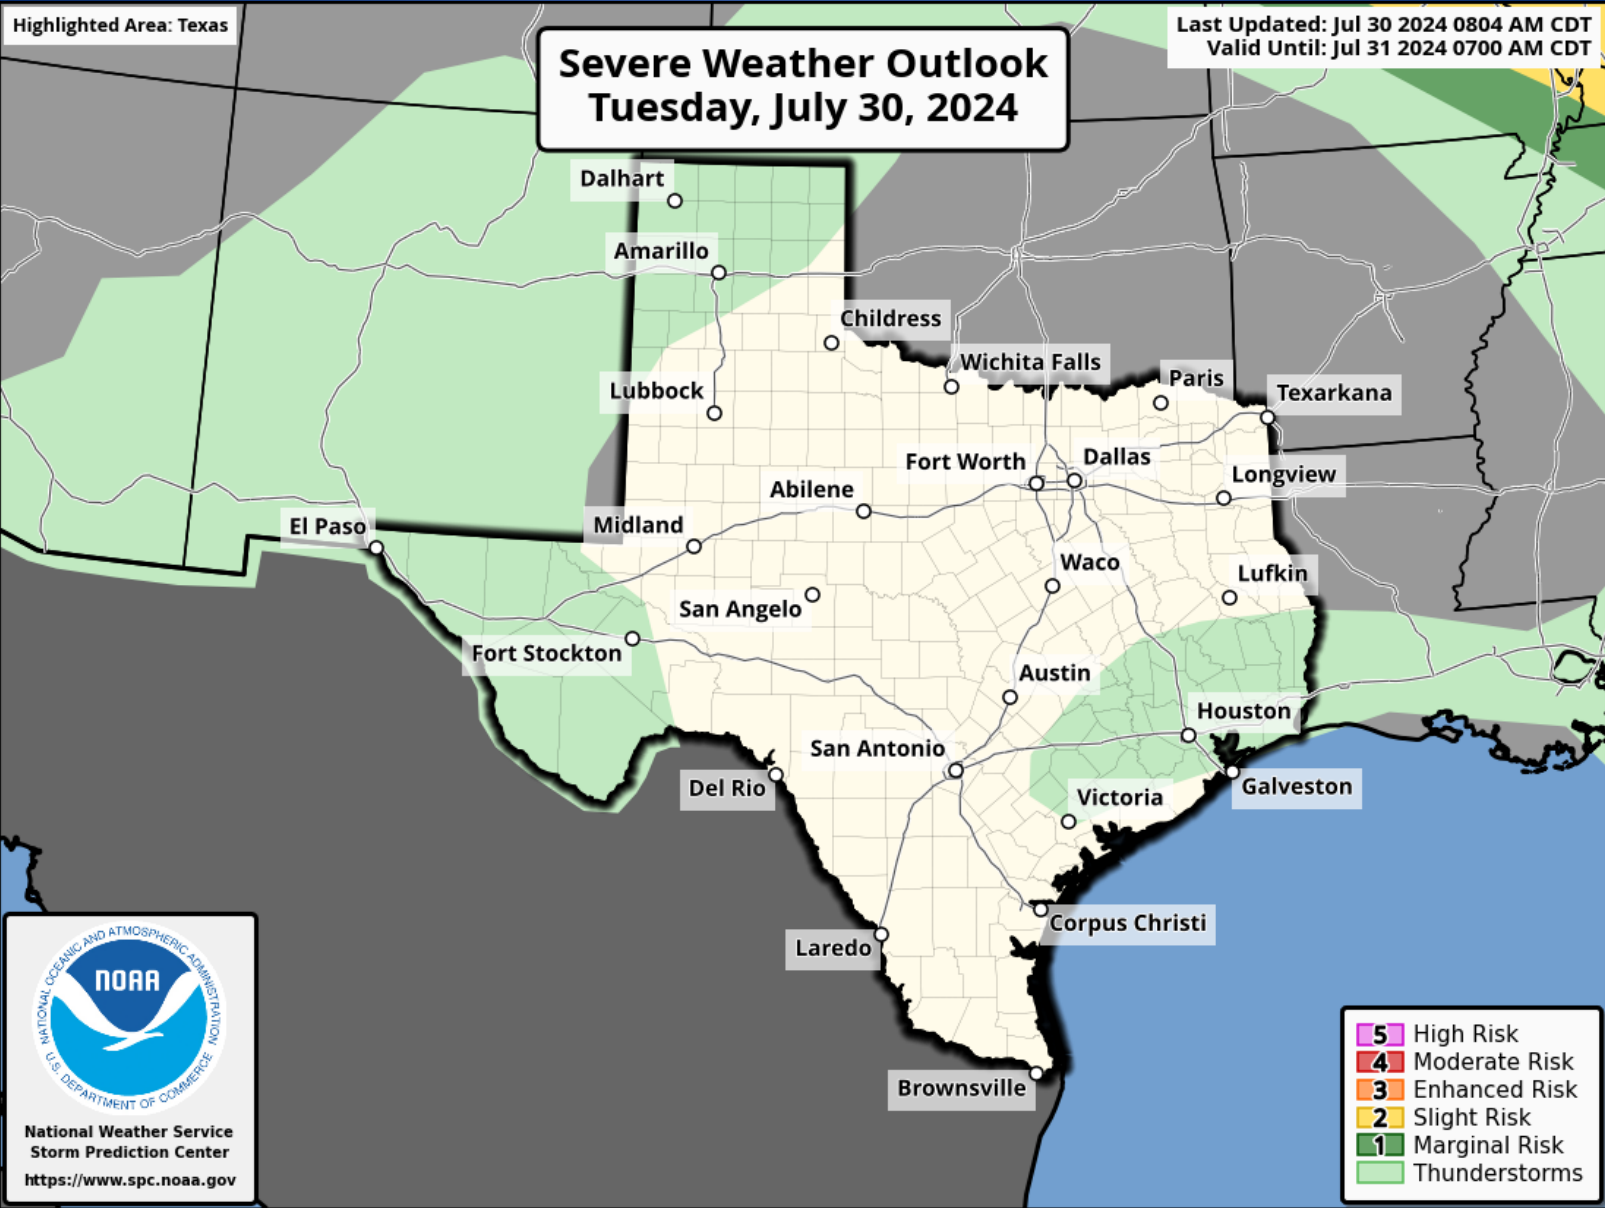 Highlighted Area: Texas
Severe Weather Outlook
Tuesday, July 30, 2024
Last Updated: Jul 30 2024 0804 AM CDT
Valid Until: Jul 31 2024 0700 AM CDT
Dalhart
Amarillo
Childress
Wichita Falls
Paris
Texarkana
Lubbock
Fort Worth
Dallas
Longview
Abilene
El Paso
Midland
Waco
Lufkin
San Angelo
Fort Stockton
Austin
Houston
San Antonio
Del Rio
Galveston
Victoria
Corpus Christi
Laredo
Brownsville
NATIONAL OCEANIC AND ATMOSPHERIC ADMINISTRATION
NOAA
U.S. DEPARTMENT OF COMMERCE
National Weather Service
Storm Prediction Center
https://www.spc.noaa.gov
5 High Risk
4 Moderate Risk
3 Enhanced Risk
2 Slight Risk
1 Marginal Risk
Thunderstorms